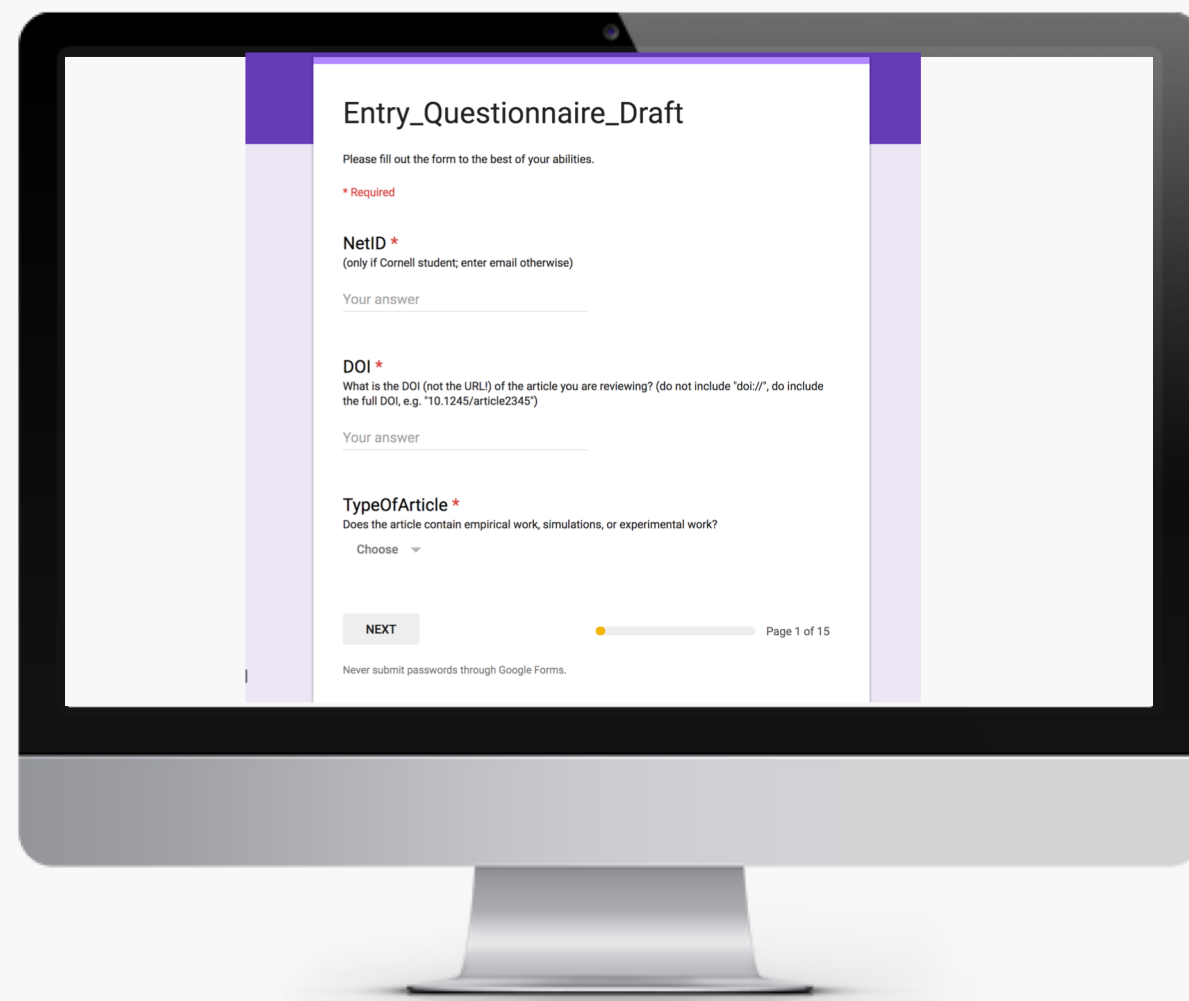 Entry_Questionnaire_Draft
Please fill out the form to the best of your abilities.
* Required
NetID *
(only if Cornell student; enter email otherwise)
Your answer
DOI *
What is the DOI (not the URL!) of the article you are reviewing? (do not include "doi://", do include
the full DOI, e.g. "10.1245/article2345")
Your answer
TypeOfArticle *
Does the article contain empirical work, simulations, or experimental work?
Choose
NEXT
Page 1 of 15
Never submit passwords through Google Forms.